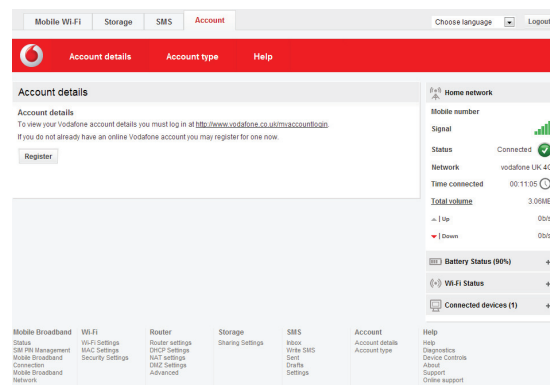 Mobile Wi-Fi Storage SMS Account
Choose language Logout
Account details Account type Help
Account details
Account details
To view your Vodafone account details you must log in at http://www.vodafone.co.uk/myaccountlogin.
If you do not already have an online Vodafone account you may register for one now.
Register
Home network
Mobile number
Signal
Status Connected
Network vodafone UK 4G
Time connected 00:11:05
Total volume 3.06MB
| Up 0b/s
| Down 0b/s
Battery Status (90%) +
Wi-Fi Status +
Connected devices (1) +
Mobile Broadband
Status
SIM PIN Management
Mobile Broadband
Connection
Mobile Broadband
Network
Wi-Fi
Wi-Fi Settings
MAC Settings
Security Settings
Router
Router settings
DHCP Settings
NAT settings
DMZ Settings
Advanced
Storage
Sharing Settings
SMS
Inbox
Write SMS
Sent
Drafts
Settings
Account
Account details
Account type
Help
Help
Diagnostics
Device Controls
About
Support
Online support